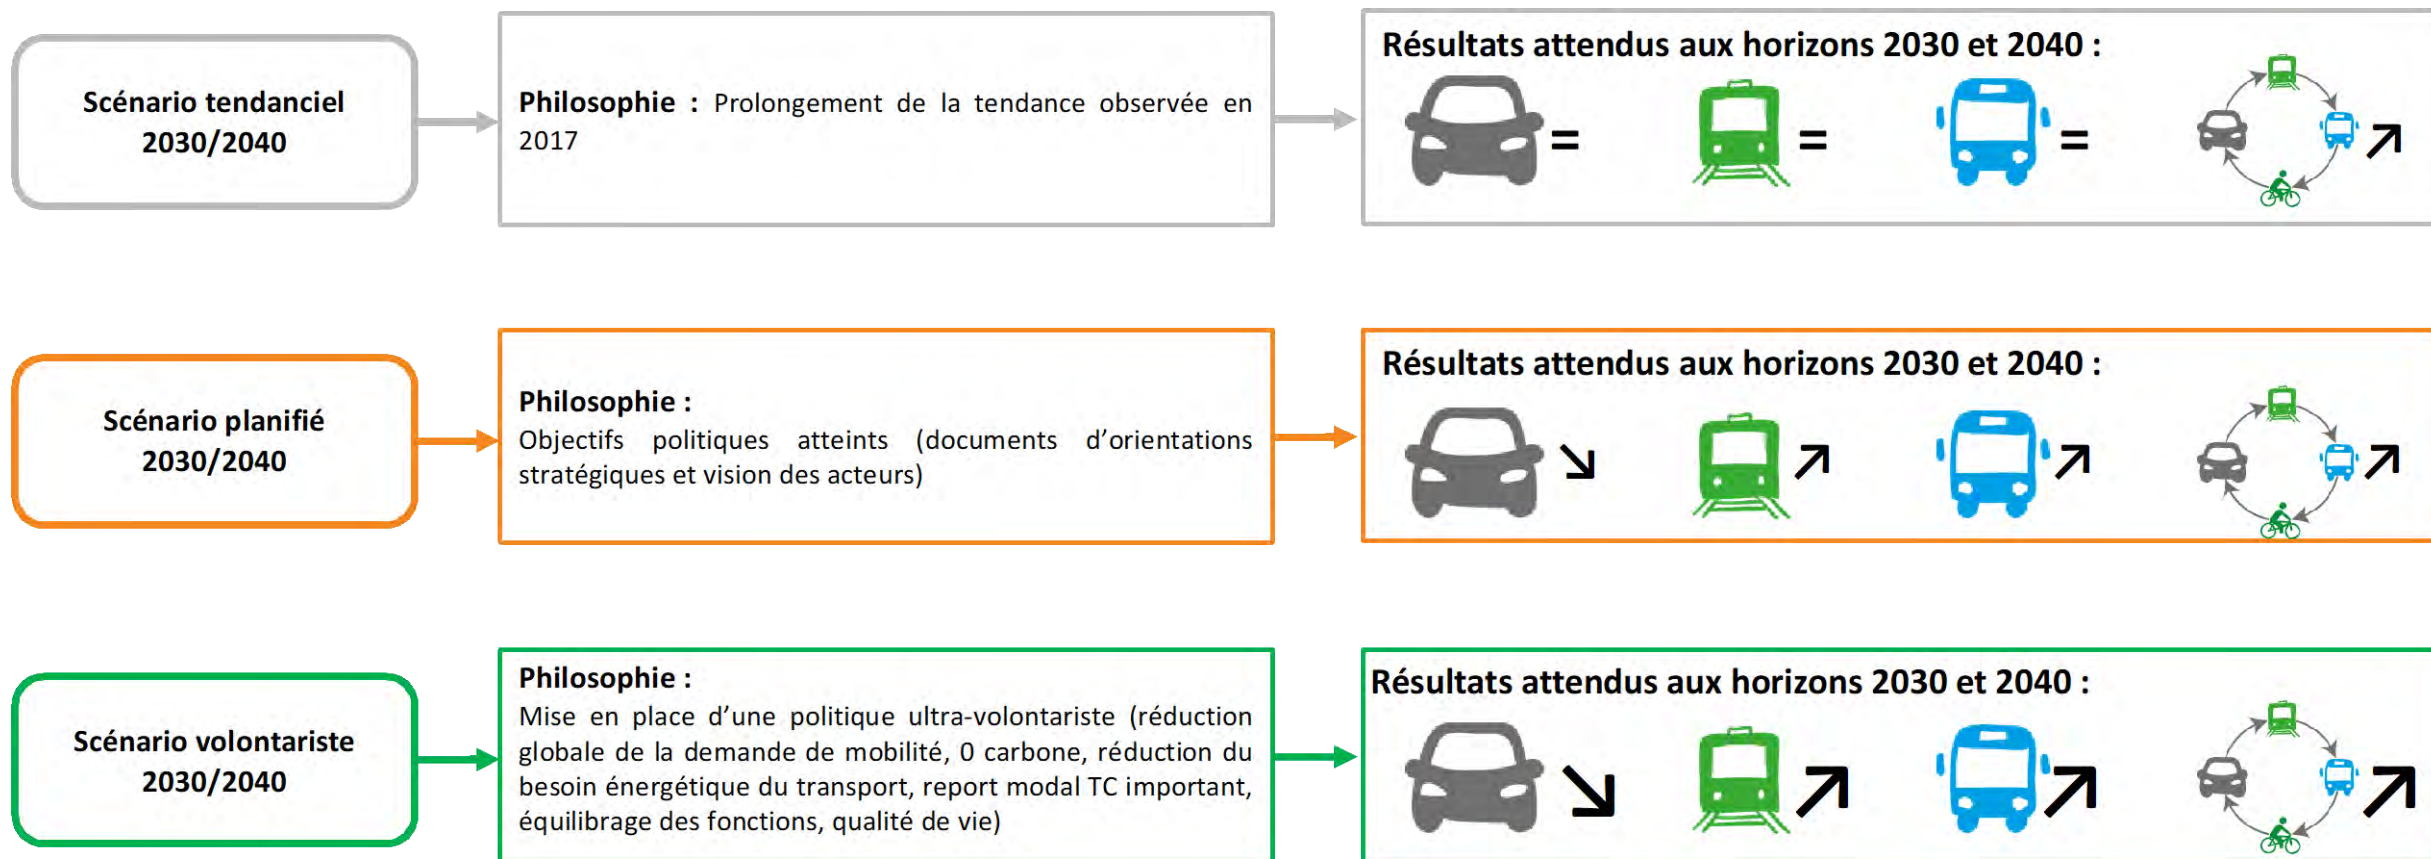 Scénario tendanciel
2030/2040
Philosophie : Prolongement de la tendance observée en
2017
Résultats attendus aux horizons 2030 et 2040 :
= = =
Scénario planifié
2030/2040
Philosophie :
Objectifs politiques atteints (documents d’orientations
stratégiques et vision des acteurs)
Résultats attendus aux horizons 2030 et 2040 :
Scénario volontariste
2030/2040
Philosophie :
Mise en place d’une politique ultra-volontariste (réduction
globale de la demande de mobilité, 0 carbone, réduction du
besoin énergétique du transport, report modal TC important,
équilibrage des fonctions, qualité de vie)
Résultats attendus aux horizons 2030 et 2040 :